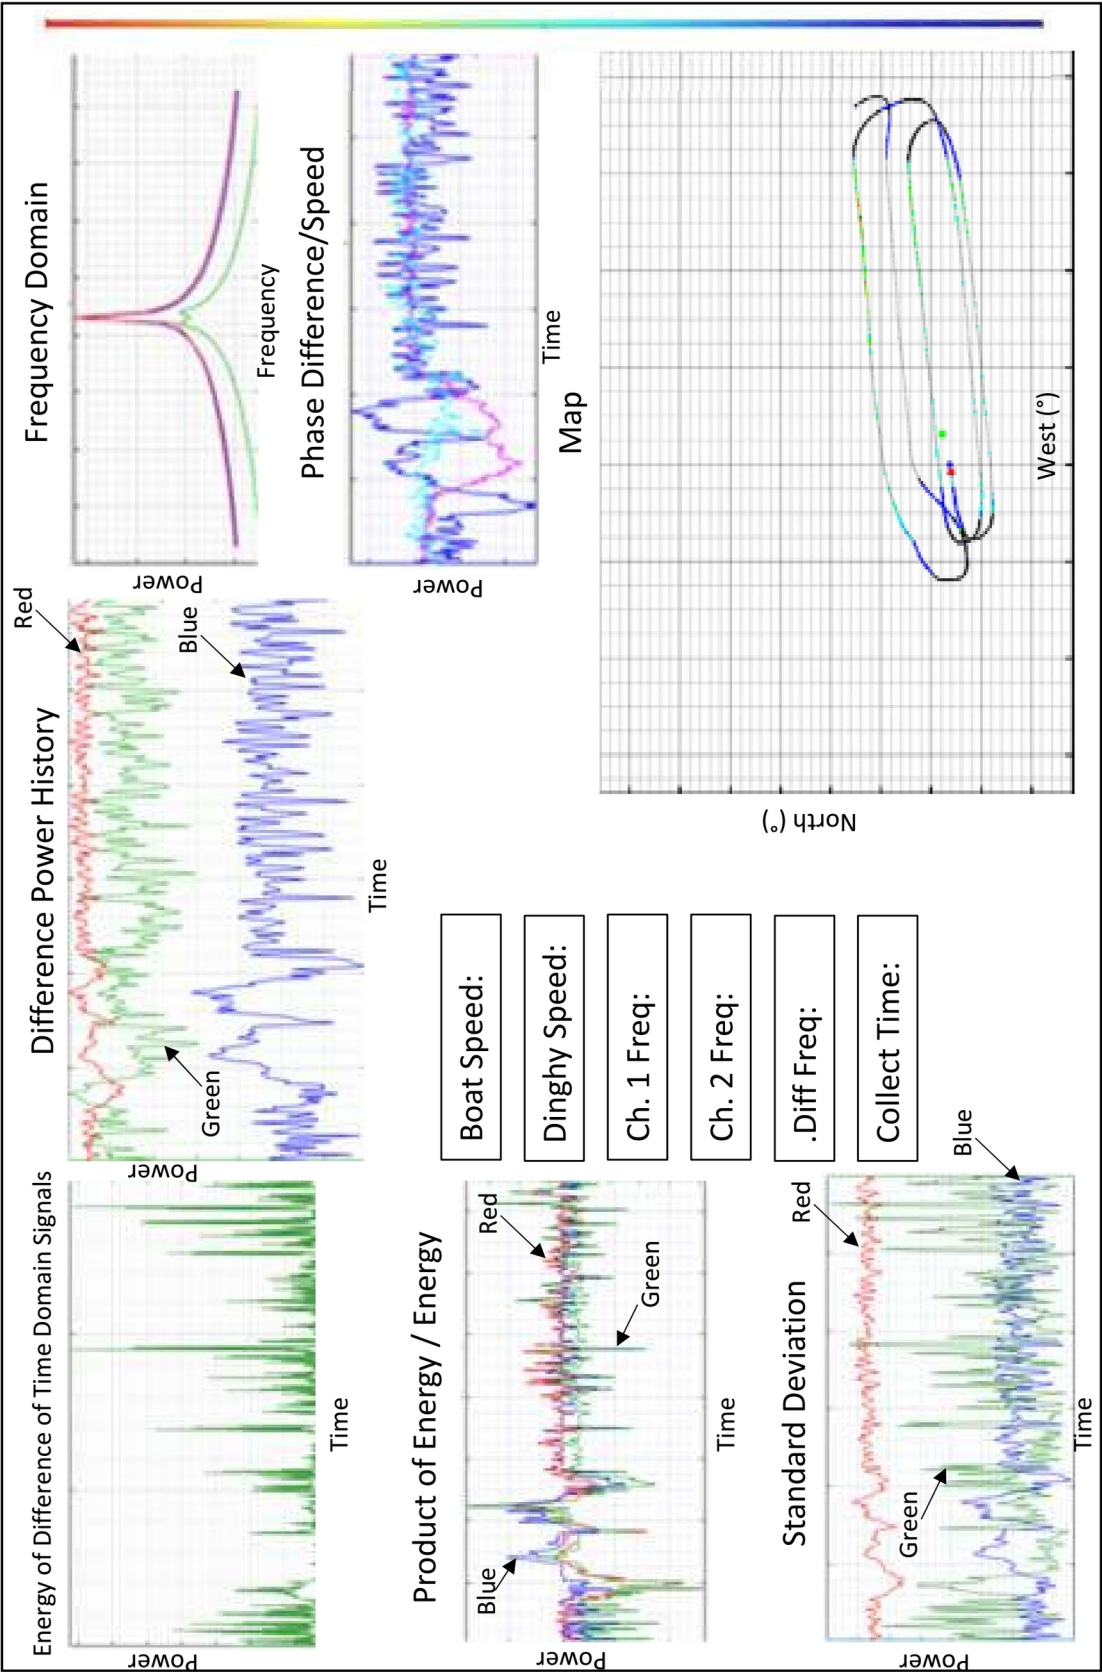 Energy of Difference of Time Domain Signals
Power
Time
Difference Power History
Power
Green
Blue
Red
Time
Frequency Domain
Power
Frequency
Phase Difference/Speed
Power
Time
Product of Energy / Energy
Power
Blue
Green
Red
Time
Boat Speed:
Dinghy Speed:
Ch. 1 Freq:
Ch. 2 Freq:
.Diff Freq:
Collect Time:
Map
North (°)
West (°)
Standard Deviation
Power
Green
Red
Blue
Time